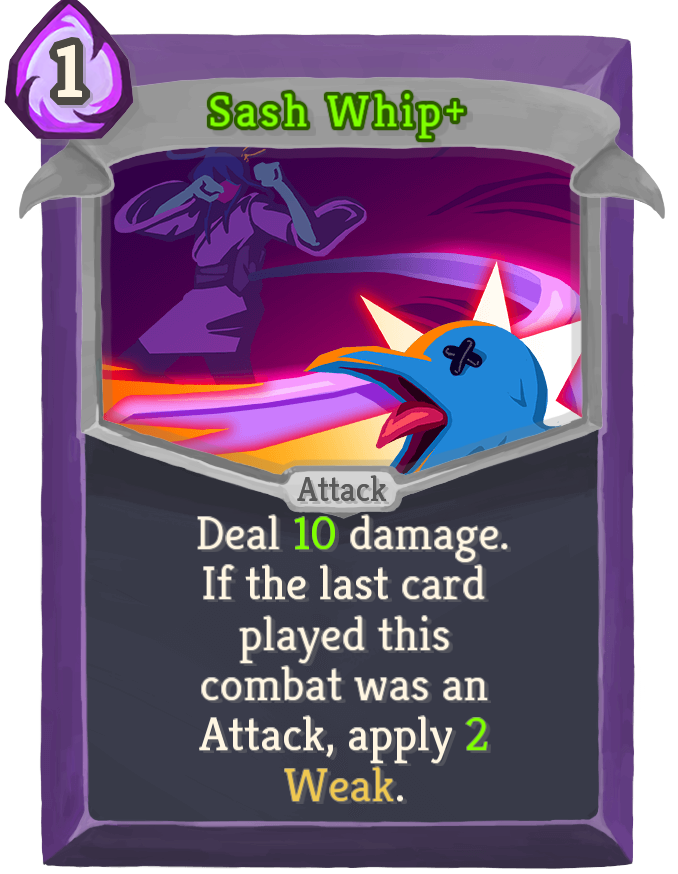 1
Sash Whip+
Attack
Deal 10 damage.
If the last card
played this
combat was an
Attack, apply 2
Weak.